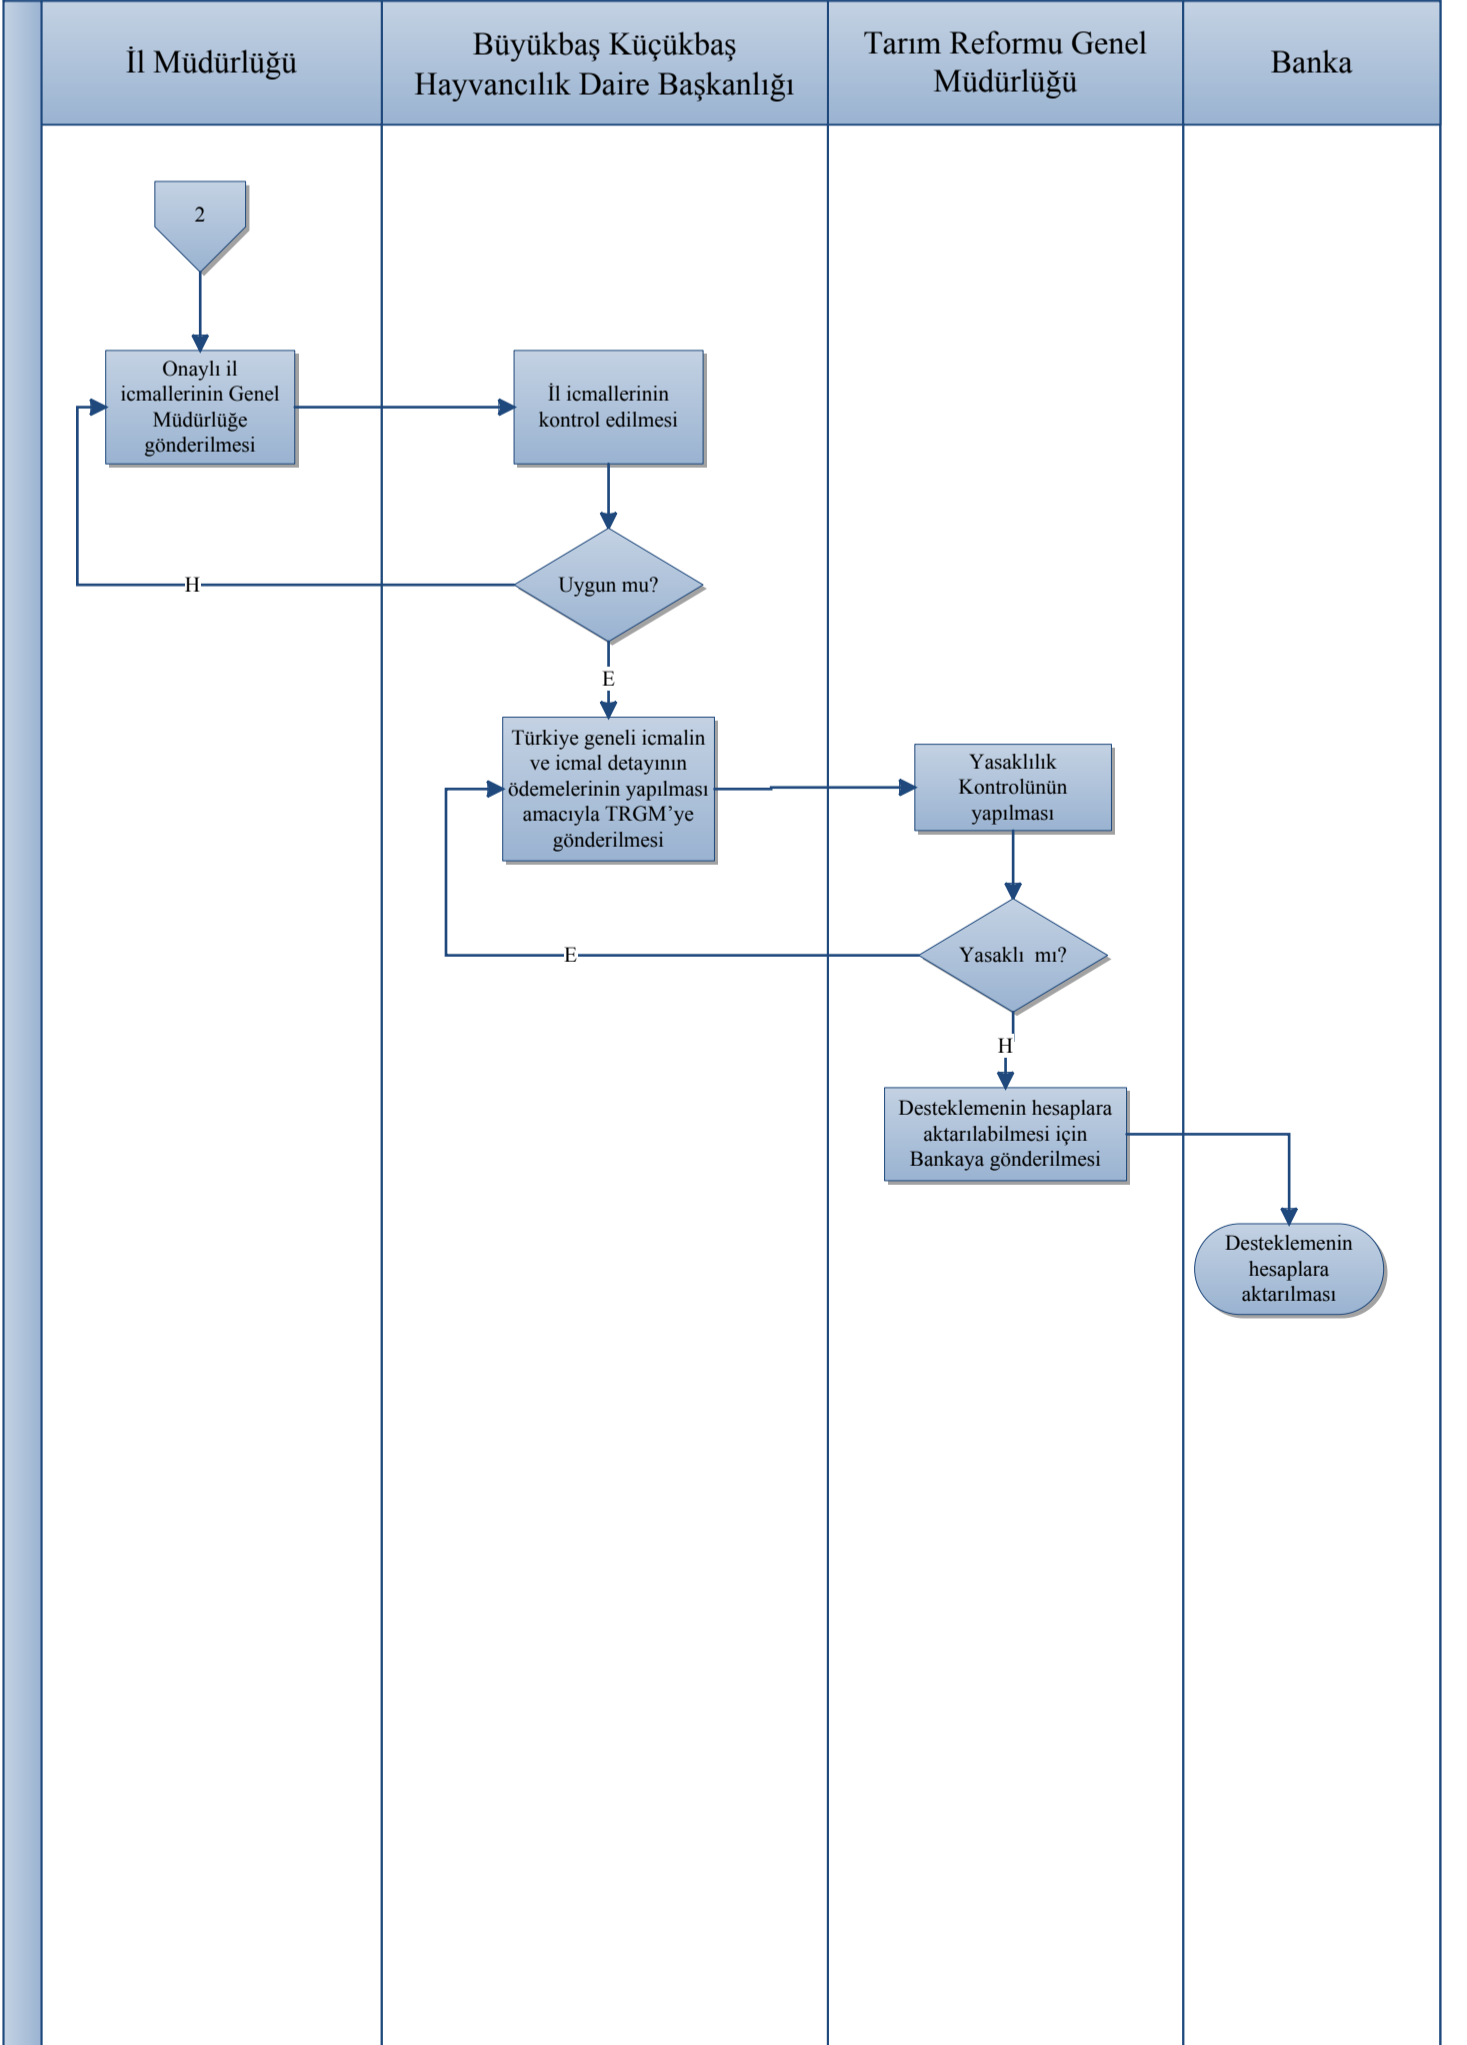 İl Müdürlüğü
Büyükbaş Küçükbaş
Hayvancılık Daire Başkanlığı
Tarım Reformu Genel
Müdürlüğü
Banka
2
Onaylı il
icmallerinin Genel
Müdürlüğe
gönderilmesi
İl icmallerinin
kontrol edilmesi
Uygun mu?
H
E
Türkiye geneli icmalin
ve icmal detayının
ödemelerinin yapılması
amacıyla TRGM’ye
gönderilmesi
Yasaklılık
Kontrolünün
yapılması
Yasaklı  mı?
E
H
Desteklemenin hesaplara
aktarılabilmesi için
Bankaya gönderilmesi
Desteklemenin
hesaplara
aktarılması